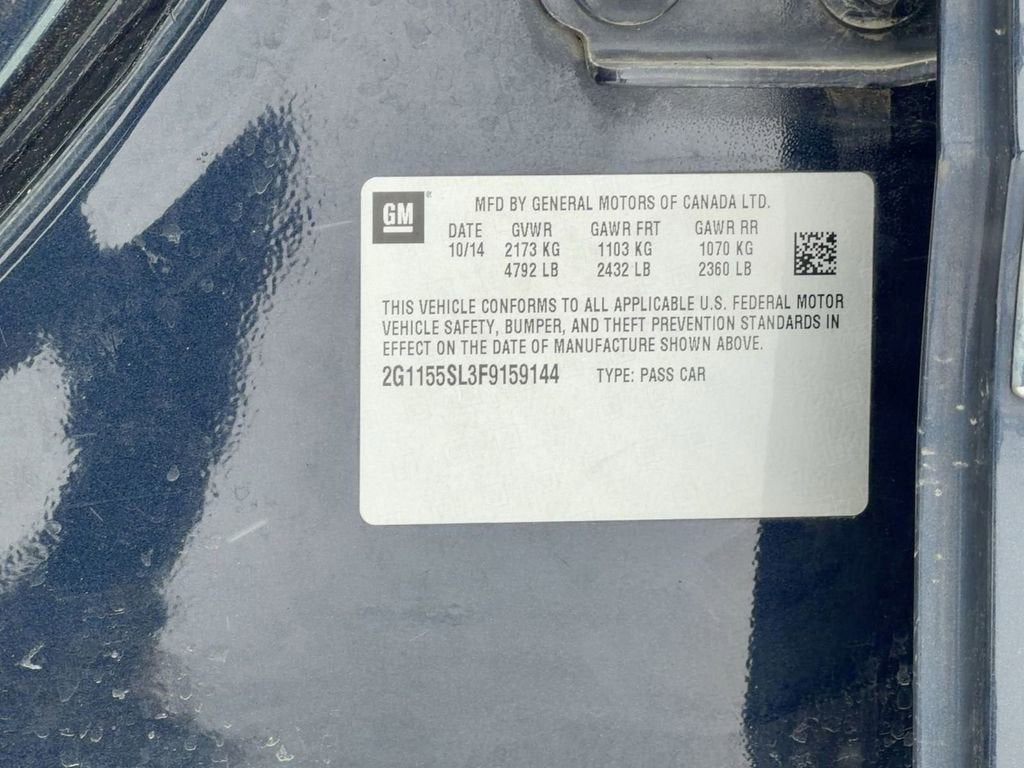 GM®
MFD BY GENERAL MOTORS OF CANADA LTD.
DATE GVWR GAWR FRT GAWR RR
10/14 2173 KG 1103 KG 1070 KG
4792 LB 2432 LB 2360 LB
THIS VEHICLE CONFORMS TO ALL APPLICABLE U.S. FEDERAL MOTOR
VEHICLE SAFETY, BUMPER, AND THEFT PREVENTION STANDARDS IN
EFFECT ON THE DATE OF MANUFACTURE SHOWN ABOVE.
2G1155SL3F9159144 TYPE: PASS CAR